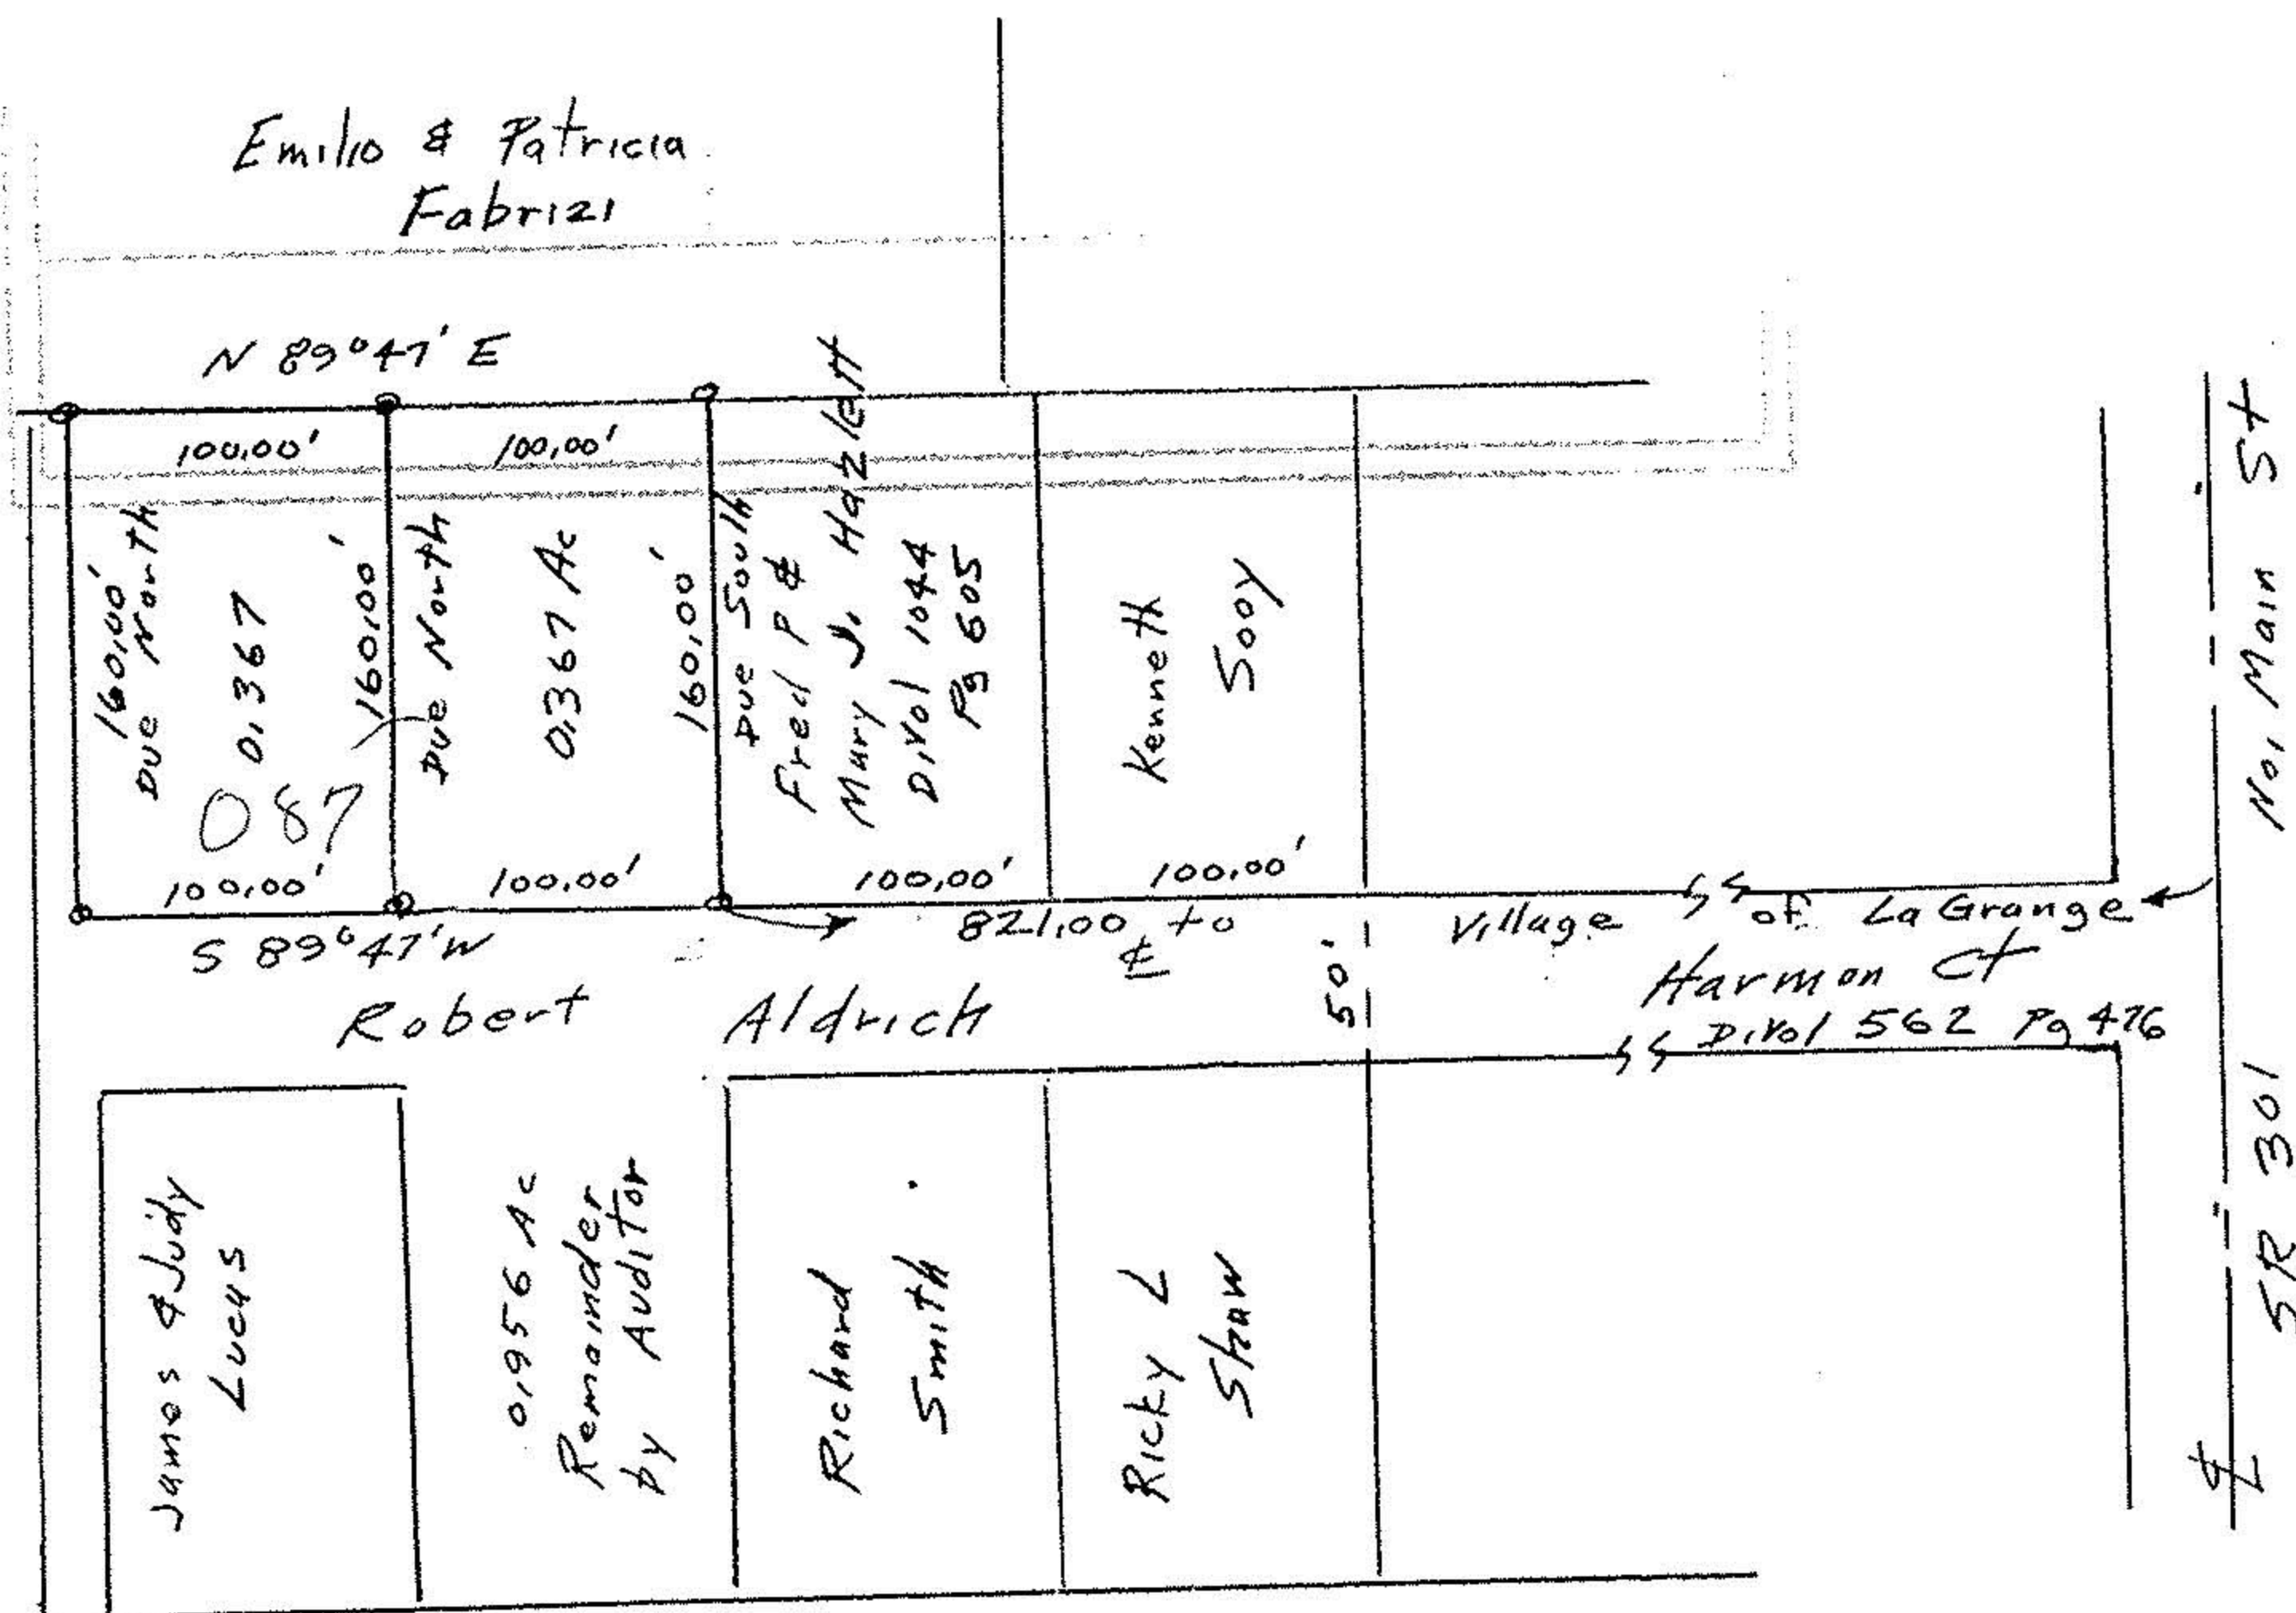 Emilio & Patricia
Fabrizi
N 89°47' E
100.00'
100.00'
160.00'
Due North
0.367
087
160.00'
Due North
0.367 Ac
160.00'
Due South
Fred P &
Mary J. Hazlett
D.Vol 1044
Pg 605
Kenneth
Sooy
100.00'
100.00'
100.00'
100.00'
S 89°47' W
821.00 to
℄
Village of LaGrange
Harmon Ct
D.Vol 562 Pg 476
50'
Robert Aldrich
James & Judy
Lucas
0.956 Ac
Remainder
by Auditor
Richard
Smith
Ricky L
Shaw
No. Main St
SR 301
℄